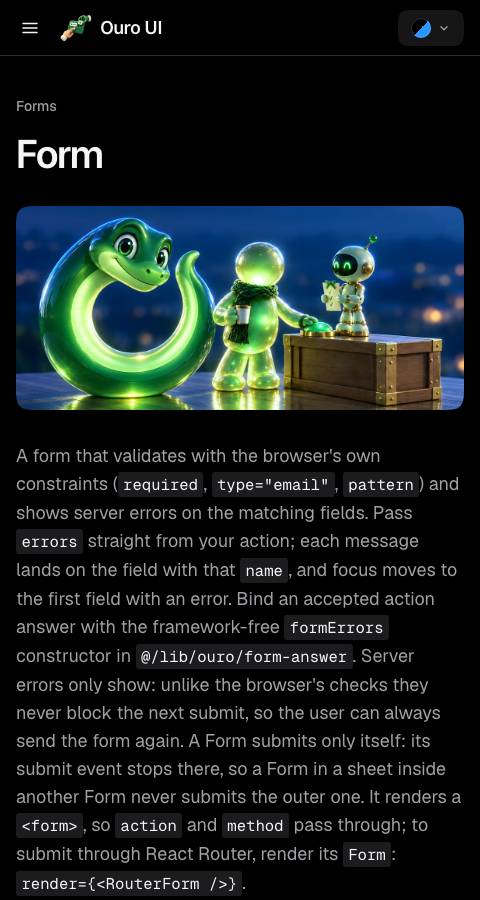 Ouro UI
Forms
Form
A form that validates with the browser's own
constraints (required, type="email", pattern) and
shows server errors on the matching fields. Pass
errors straight from your action; each message
lands on the field with that name, and focus moves to
the first field with an error. Bind an accepted action
answer with the framework-free formErrors
constructor in @/lib/ouro/form-answer. Server
errors only show: unlike the browser's checks they
never block the next submit, so the user can always
send the form again. A Form submits only itself: its
submit event stops there, so a Form in a sheet inside
another Form never submits the outer one. It renders a
<form>, so action and method pass through; to
submit through React Router, render its Form:
render={<RouterForm />}.